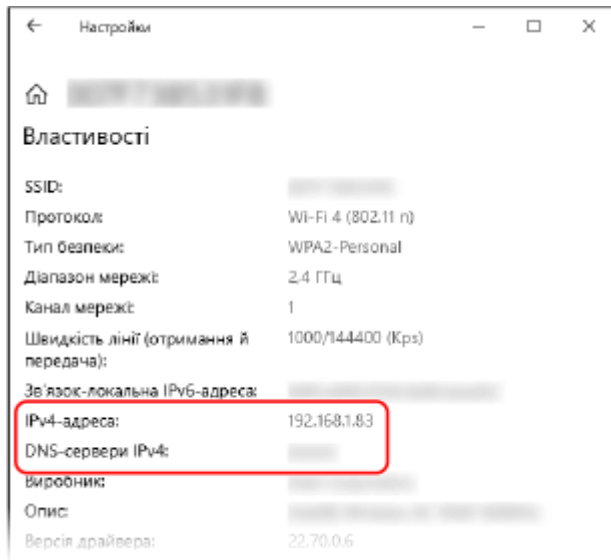 Настройки
Властивості
SSID:
Протокол: Wi-Fi 4 (802.11 n)
Тип безпеки: WPA2-Personal
Діапазон мережі: 2,4 ГГц
Канал мережі: 1
Швидкість лінії (отримання й 1000/144400 (Kps)
передача):
Зв'язок-локальна IPv6-адреса:
IPv4-адреса: 192.168.1.83
DNS-сервери IPv4:
Виробник:
Опис:
Версія драйвера: 22.70.0.6